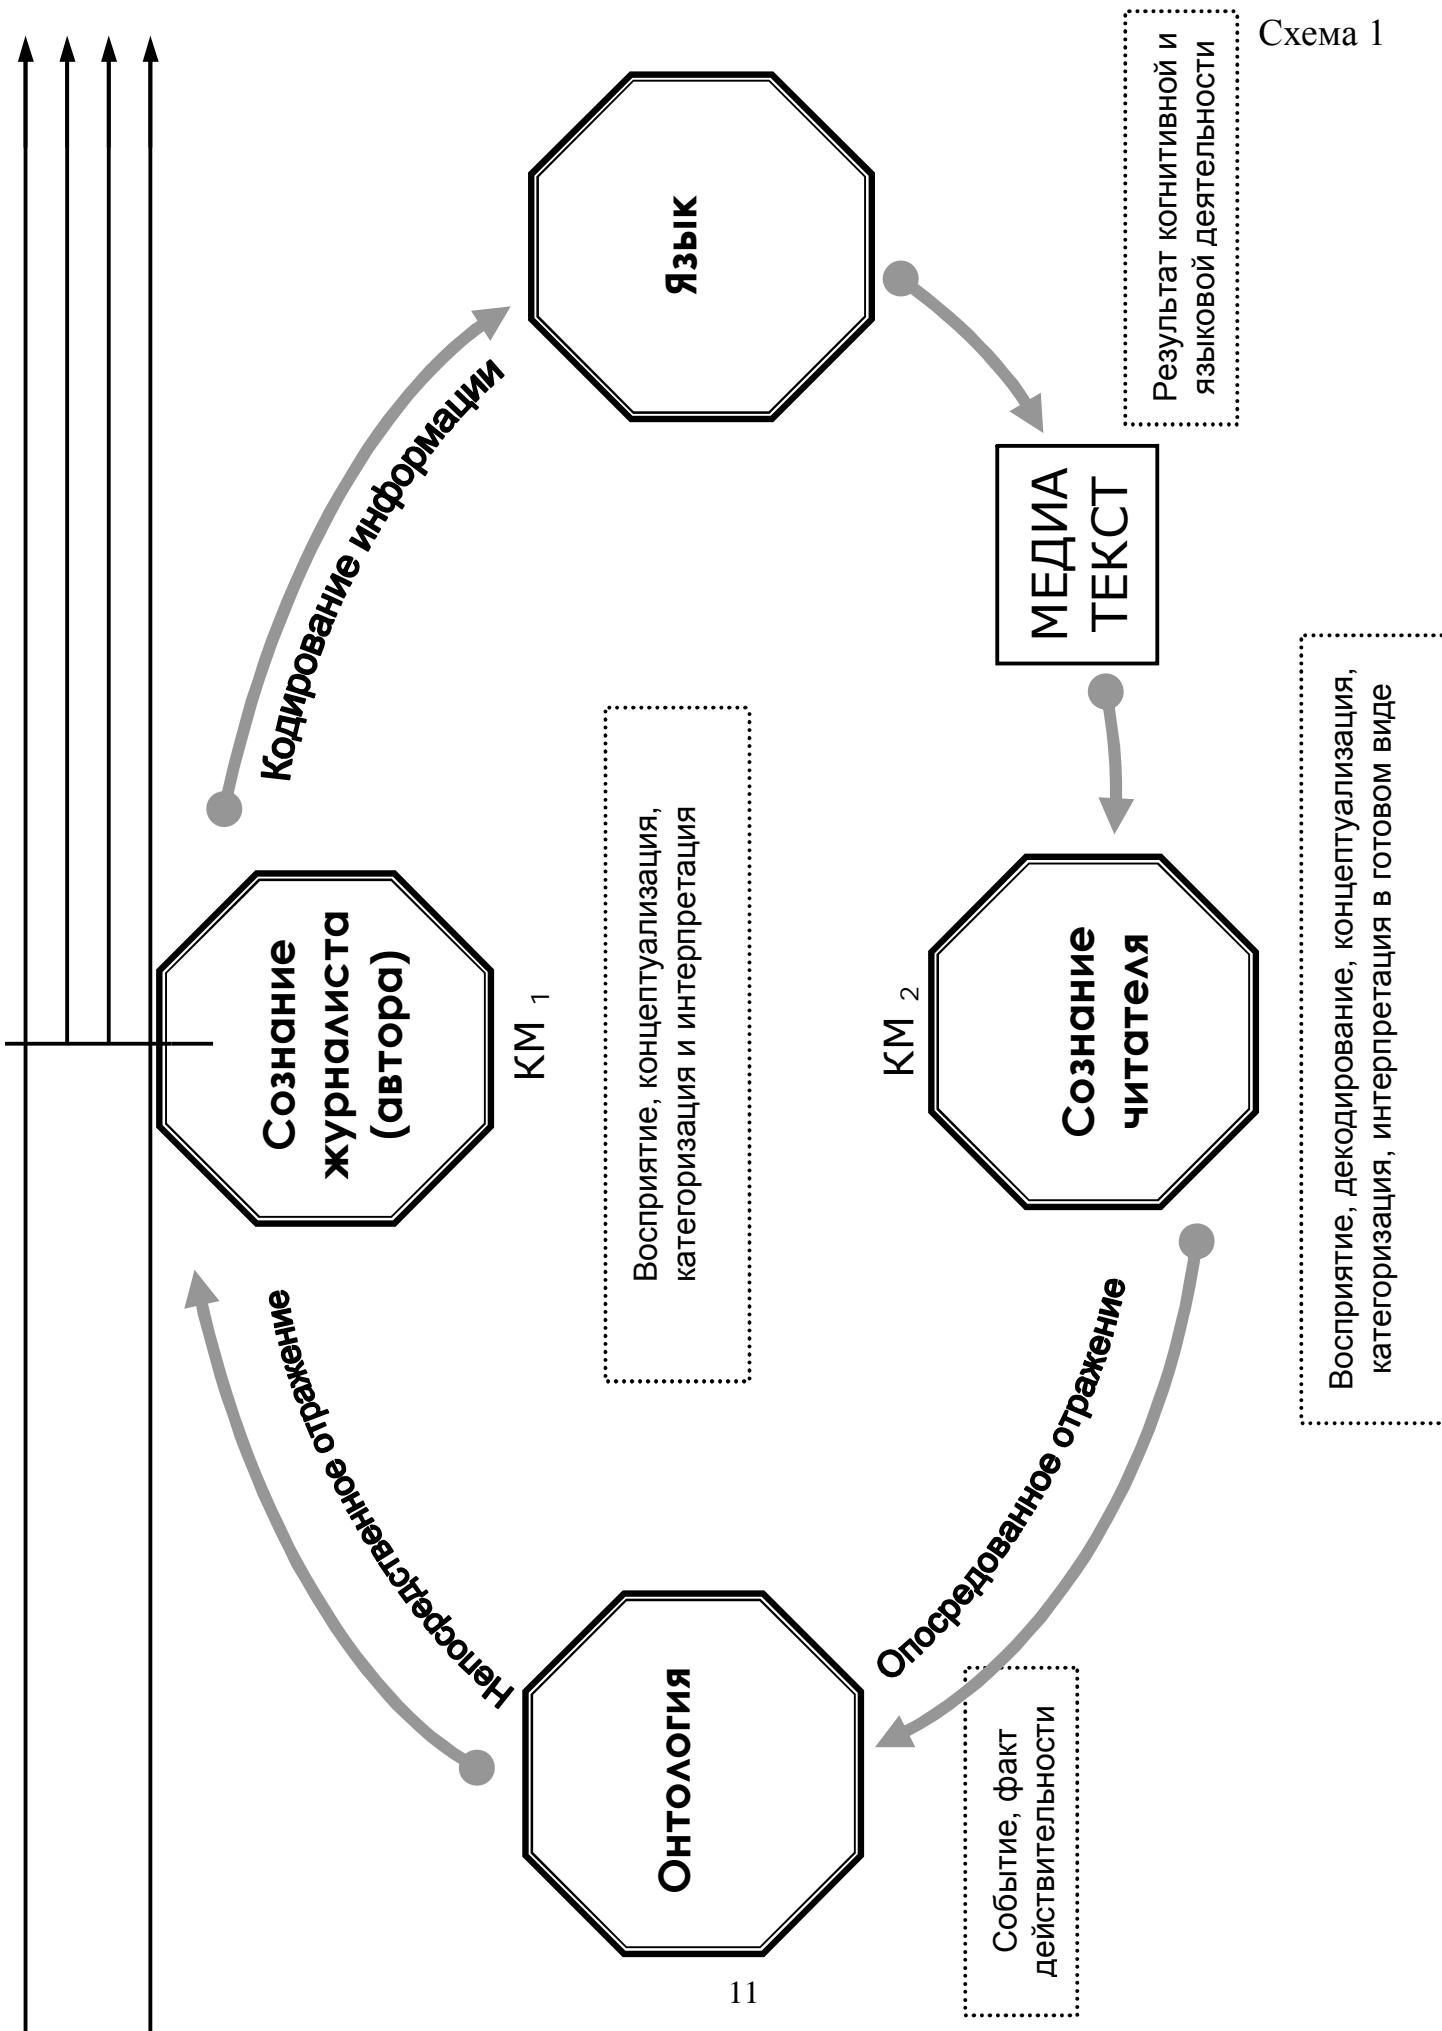 Схема 1
Онтология
Событие, факт
действительности
Непосредственное отражение
Сознание
журналиста
(автора)
КМ 1
Восприятие, концептуализация,
категоризация и интерпретация
Кодирование информации
Язык
Результат когнитивной и
языковой деятельности
МЕДИА
ТЕКСТ
КМ 2
Сознание
читателя
Восприятие, декодирование, концептуализация,
категоризация, интерпретация в готовом виде
Опосредованное отражение
11